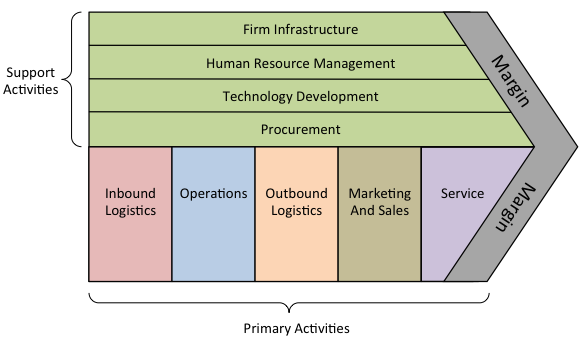 Firm Infrastructure
Human Resource Management
Technology Development
Procurement
Support
Activities
Margin
Inbound
Logistics
Operations
Outbound
Logistics
Marketing
And Sales
Service
Margin
Primary Activities